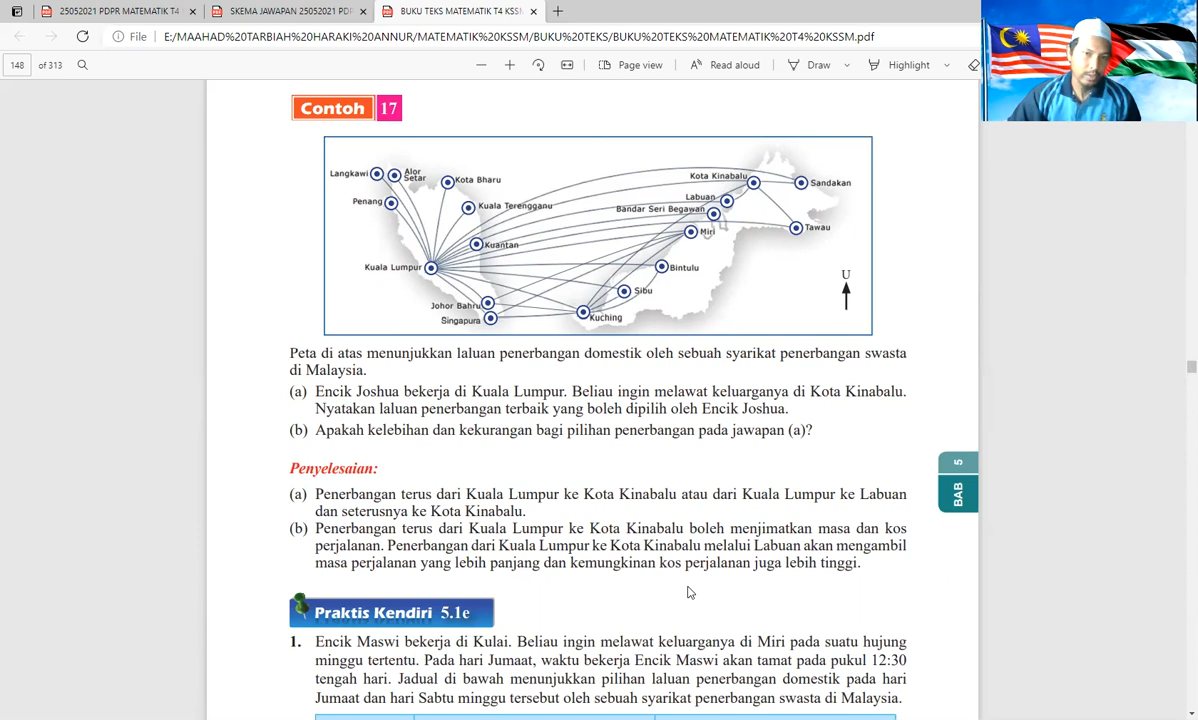 25052021 PDPR MATEMATIK T4
SKEMA JAWAPAN 25052021 PDP
BUKU TEKS MATEMATIK T4 KSS
File
E:/MAAHAD%20TARBIAH%20HARAKI%20ANNUR/MATEMATIK%20KSSM/BUKU%20TEKS/BUKU%20TEKS%20MATEMATIK%20T4%20KSSM.pdf
148 of 313
Page view
Read aloud
Draw
Highlight
Contoh 17
Langkawi
Alor Setar
Kota Bharu
Penang
Kuala Terengganu
Kuantan
Kuala Lumpur
Johor Bahru
Singapura
Kota Kinabalu
Sandakan
Labuan
Bandar Seri Begawan
Miri
Tawau
Bintulu
Sibu
Kuching
U
Peta di atas menunjukkan laluan penerbangan domestik oleh sebuah syarikat penerbangan swasta
di Malaysia.
(a) Encik Joshua bekerja di Kuala Lumpur. Beliau ingin melawat keluarganya di Kota Kinabalu.
Nyatakan laluan penerbangan terbaik yang boleh dipilih oleh Encik Joshua.
(b) Apakah kelebihan dan kekurangan bagi pilihan penerbangan pada jawapan (a)?
Penyelesaian:
(a) Penerbangan terus dari Kuala Lumpur ke Kota Kinabalu atau dari Kuala Lumpur ke Labuan
dan seterusnya ke Kota Kinabalu.
(b) Penerbangan terus dari Kuala Lumpur ke Kota Kinabalu boleh menjimatkan masa dan kos
perjalanan. Penerbangan dari Kuala Lumpur ke Kota Kinabalu melalui Labuan akan mengambil
masa perjalanan yang lebih panjang dan kemungkinan kos perjalanan juga lebih tinggi.
BAB 5
Praktis Kendiri 5.1e
1. Encik Maswi bekerja di Kulai. Beliau ingin melawat keluarganya di Miri pada suatu hujung
minggu tertentu. Pada hari Jumaat, waktu bekerja Encik Maswi akan tamat pada pukul 12:30
tengah hari. Jadual di bawah menunjukkan pilihan laluan penerbangan domestik pada hari
Jumaat dan hari Sabtu minggu tersebut oleh sebuah syarikat penerbangan swasta di Malaysia.